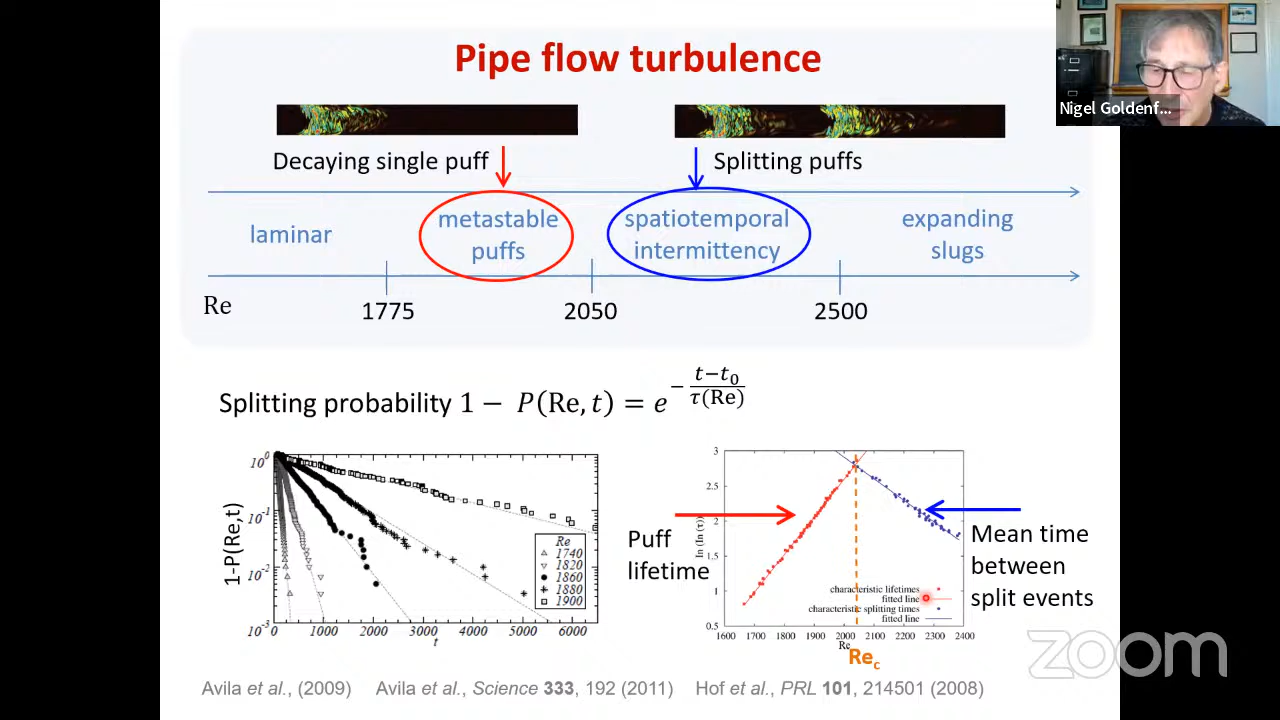 Pipe flow turbulence
Nigel Goldenf...
Decaying single puff
Splitting puffs
laminar
metastable
puffs
spatiotemporal
intermittency
expanding
slugs
Re
1775
2050
2500
Splitting probability 1 − P(Re, t) = e^{−(t−t₀)/τ(Re)}
1-P(Re,t)
10⁰
10⁻¹
10⁻²
10⁻³
0 1000 2000 3000 4000 5000 6000
t
Re
1740
1820
1860
1880
1900
Puff
lifetime
ln (ln (τ))
3
2.5
2
1.5
1
0.5
characteristic lifetimes
fitted line
characteristic splitting times
fitted line
1600 1700 1800 1900 2000 2100 2200 2300 2400
Re
Re_c
Mean time
between
split events
zoom
Avila et al., (2009) Avila et al., Science 333, 192 (2011) Hof et al., PRL 101, 214501 (2008)